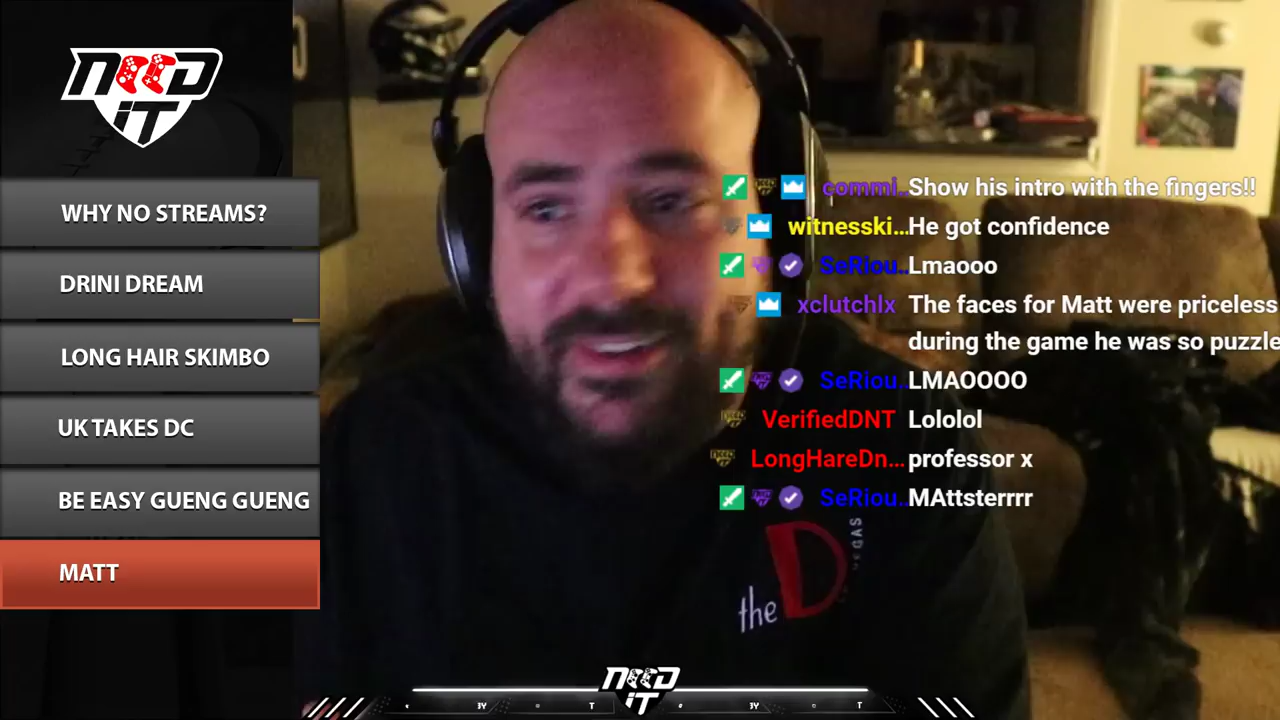 NEED
IT
WHY NO STREAMS?
DRINI DREAM
LONG HAIR SKIMBO
UK TAKES DC
BE EASY GUENG GUENG
MATT
commi.. Show his intro with the fingers!!
witnesski... He got confidence
SeRiou.. Lmaooo
xclutchlx The faces for Matt were priceless
during the game he was so puzzle
SeRiou.. LMAOOOO
VerifiedDNT Lololol
LongHareDn... professor x
SeRiou.. MAttsterrrr
the D
NEED
IT